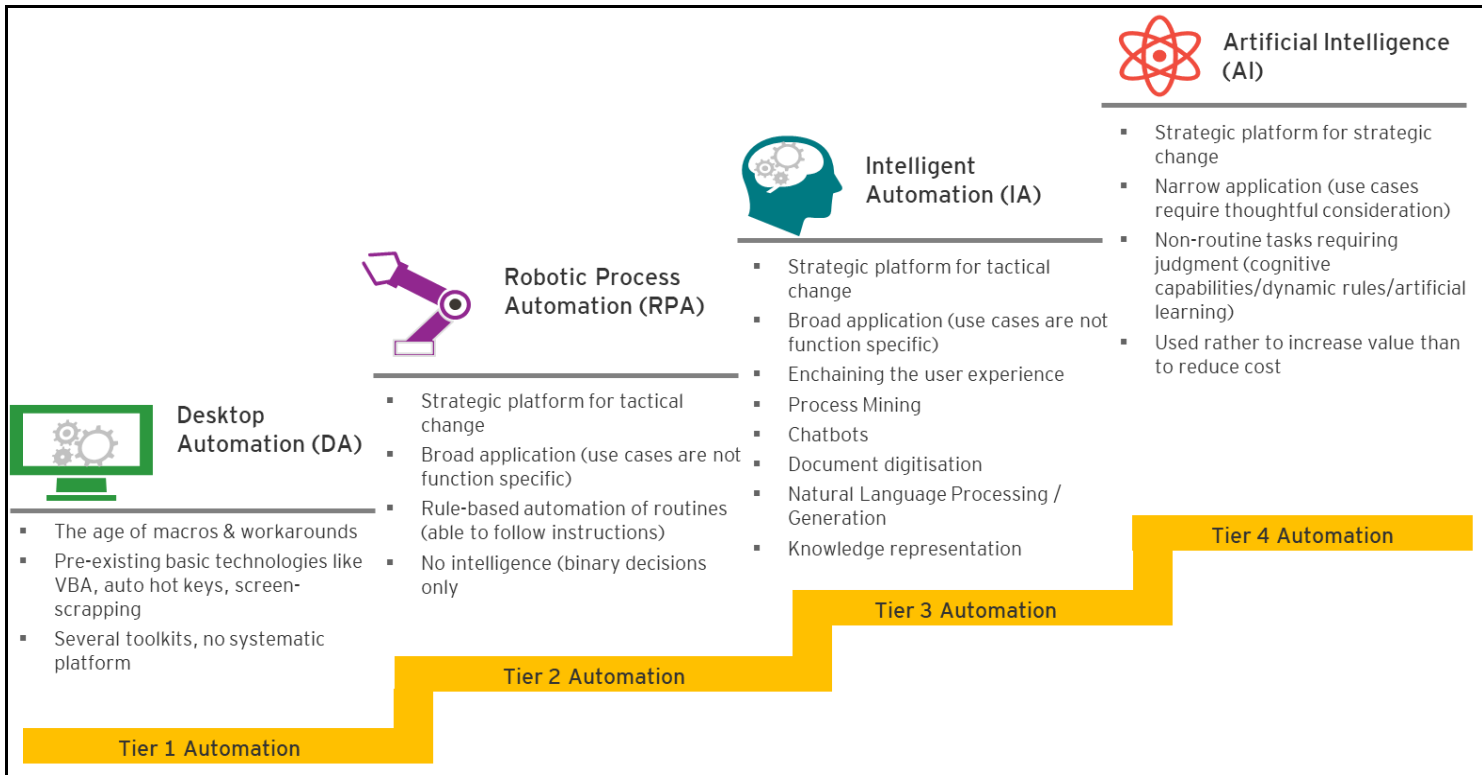 Desktop
Automation (DA)
▪ The age of macros & workarounds
▪ Pre-existing basic technologies like
VBA, auto hot keys, screen-
scrapping
▪ Several toolkits, no systematic
platform
Tier 1 Automation
Robotic Process
Automation (RPA)
▪ Strategic platform for tactical
change
▪ Broad application (use cases are not
function specific)
▪ Rule-based automation of routines
(able to follow instructions)
▪ No intelligence (binary decisions
only
Tier 2 Automation
Intelligent
Automation (IA)
▪ Strategic platform for tactical
change
▪ Broad application (use cases are not
function specific)
▪ Enchaining the user experience
▪ Process Mining
▪ Chatbots
▪ Document digitisation
▪ Natural Language Processing /
Generation
▪ Knowledge representation
Tier 3 Automation
Artificial Intelligence
(AI)
▪ Strategic platform for strategic
change
▪ Narrow application (use cases
require thoughtful consideration)
▪ Non-routine tasks requiring
judgment (cognitive
capabilities/dynamic rules/artificial
learning)
▪ Used rather to increase value than
to reduce cost
Tier 4 Automation